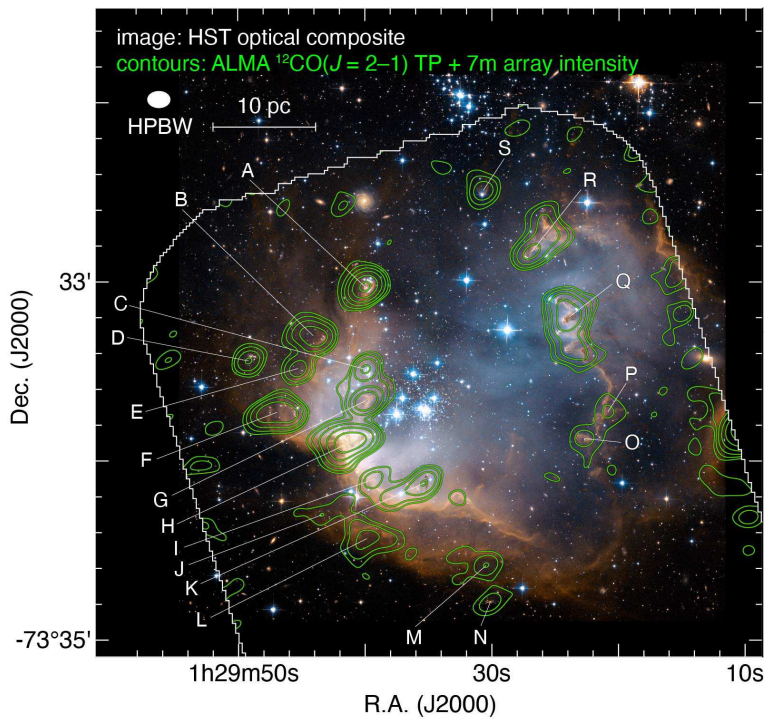 image: HST optical composite
contours: ALMA ¹²CO(J = 2–1) TP + 7m array intensity
10 pc
HPBW
S
A
R
B
33'
Q
C
D
P
E
O
F
G
H
I
J
K
L
M
N
-73°35'
1h29m50s
30s
10s
R.A. (J2000)
Dec. (J2000)